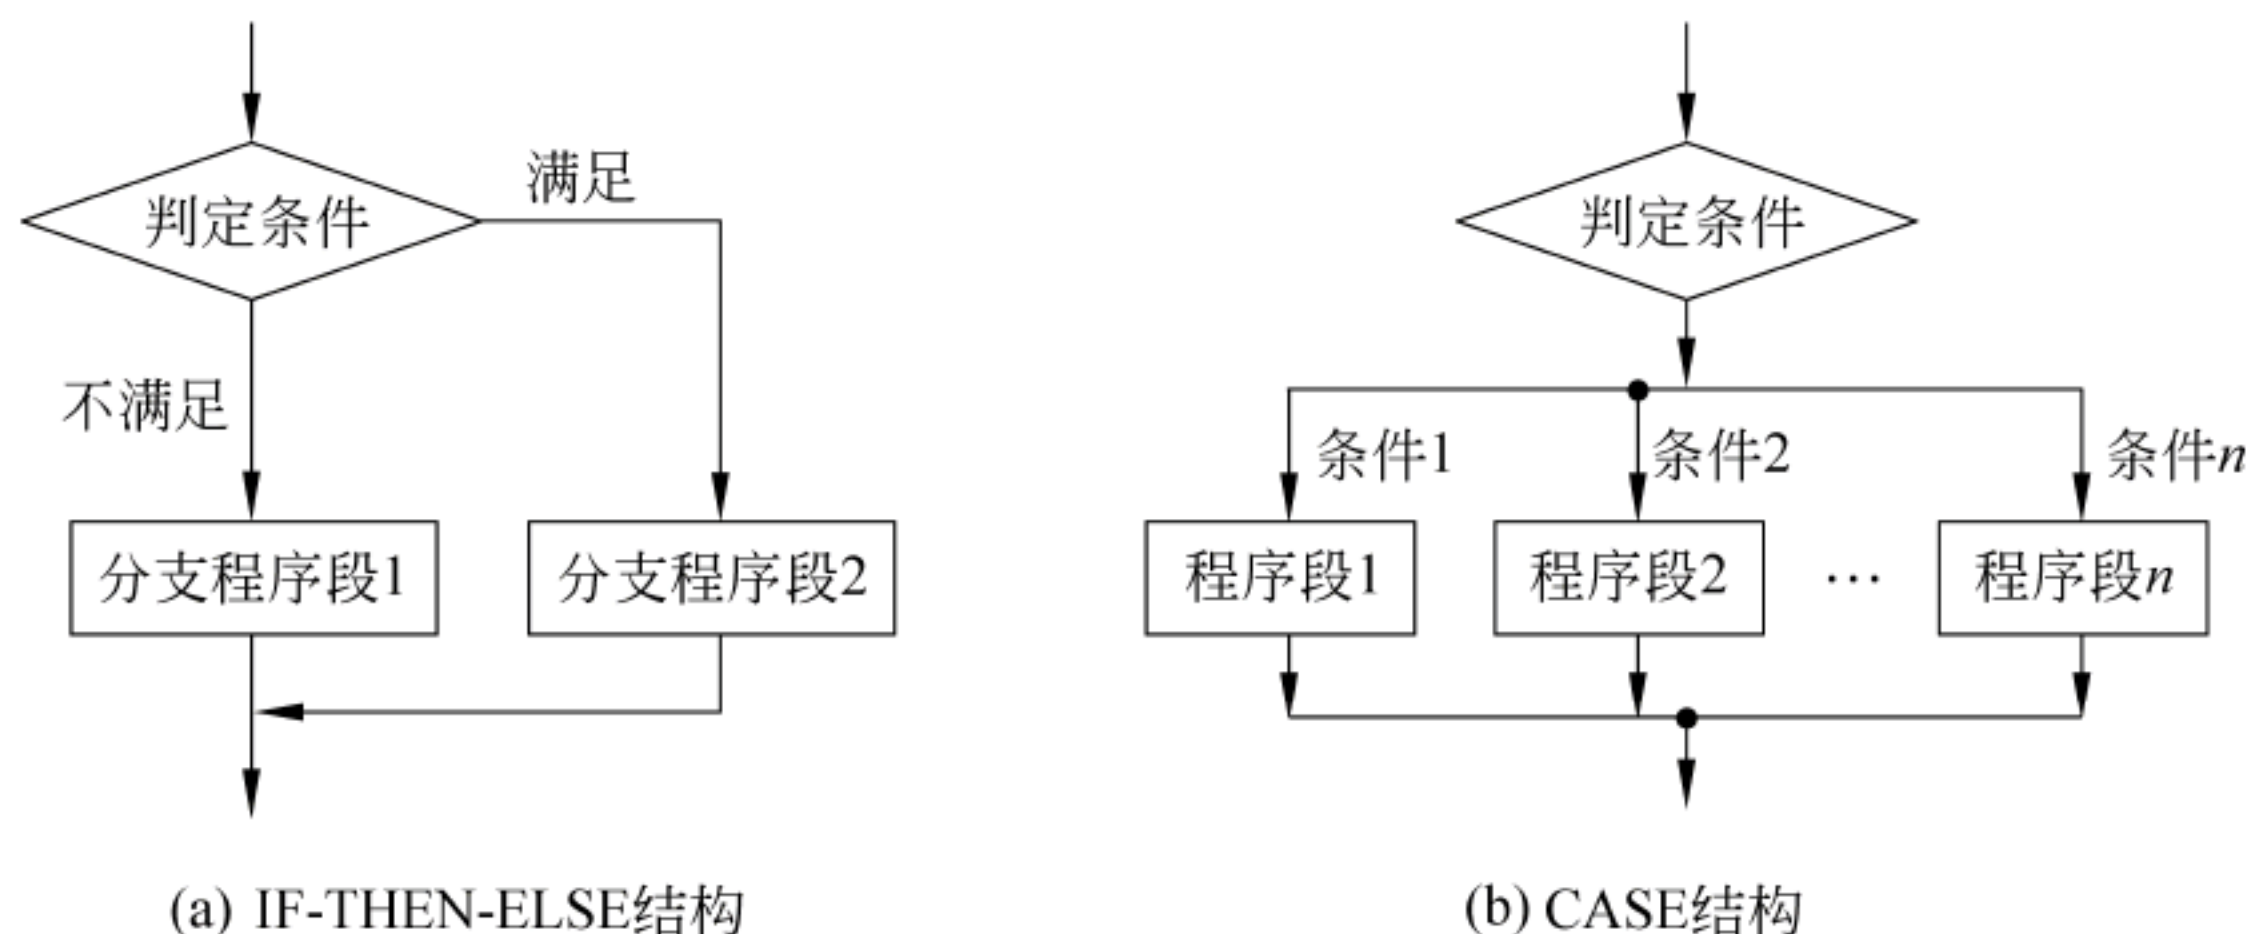 判定条件
满足
不满足
分支程序段1
分支程序段2
(a) IF-THEN-ELSE结构
判定条件
条件1
条件2
条件n
程序段1
程序段2
…
程序段n
(b) CASE结构